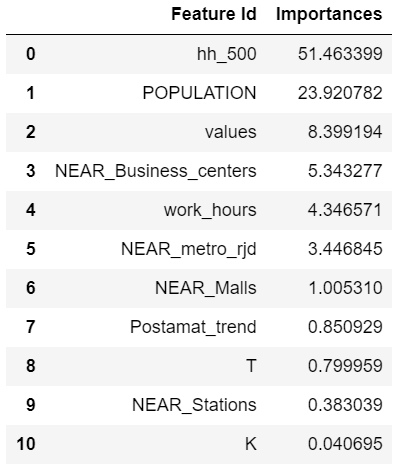 Feature Id Importances
0 hh_500 51.463399
1 POPULATION 23.920782
2 values 8.399194
3 NEAR_Business_centers 5.343277
4 work_hours 4.346571
5 NEAR_metro_rjd 3.446845
6 NEAR_Malls 1.005310
7 Postamat_trend 0.850929
8 T 0.799959
9 NEAR_Stations 0.383039
10 K 0.040695